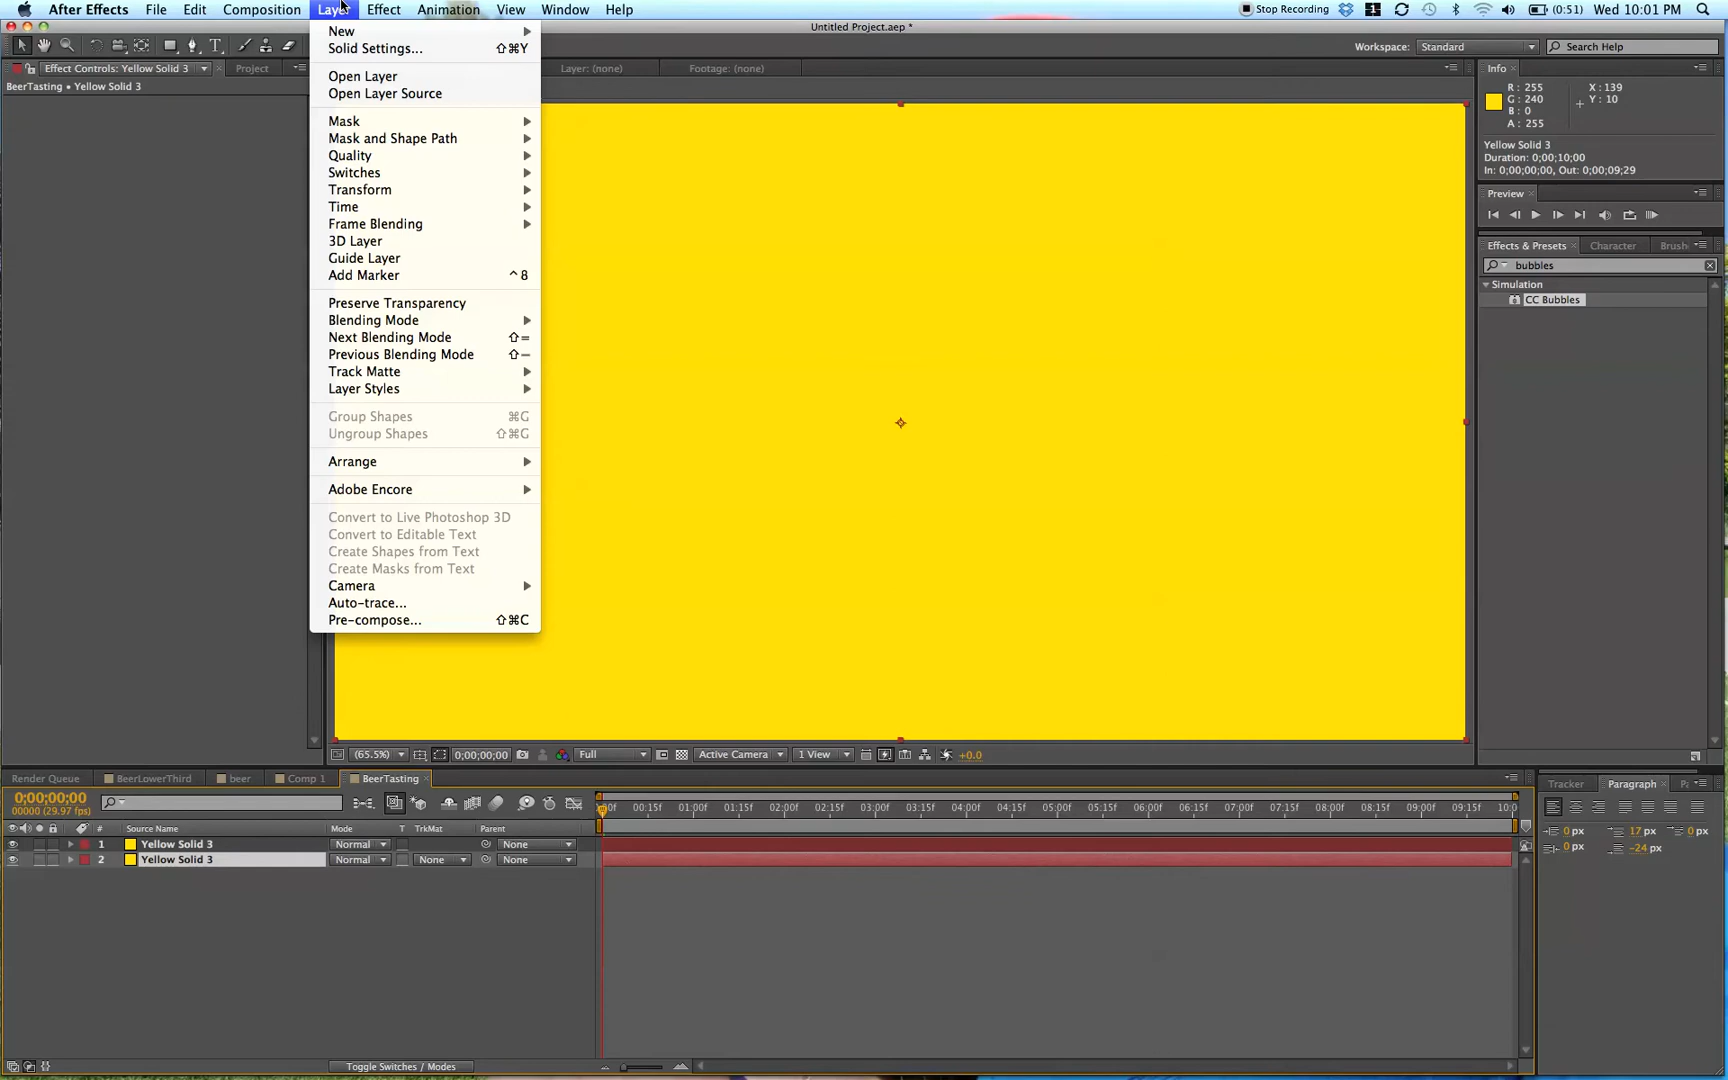 After Effects File Edit Composition Layer Effect Animation View Window Help Stop Recording 1 (0:51) Wed 10:01 PM
Untitled Project.aep *
T Workspace: Standard Search Help
Effect Controls: Yellow Solid 3 Project Layer: (none) Footage: (none) Info
BeerTasting • Yellow Solid 3
New
Solid Settings... ⇧⌘Y
Open Layer
Open Layer Source
Mask
Mask and Shape Path
Quality
Switches
Transform
Time
Frame Blending
3D Layer
Guide Layer
Add Marker ^ 8
Preserve Transparency
Blending Mode
Next Blending Mode ⇧=
Previous Blending Mode ⇧−
Track Matte
Layer Styles
Group Shapes ⌘G
Ungroup Shapes ⇧⌘G
Arrange
Adobe Encore
Convert to Live Photoshop 3D
Convert to Editable Text
Create Shapes from Text
Create Masks from Text
Camera
Auto-trace...
Pre-compose... ⇧⌘C
R : 255 X : 139
G : 240 Y : 10
B : 0
A : 255
Yellow Solid 3
Duration: 0;00;10;00
In: 0;00;00;00, Out: 0;00;09;29
Preview
Effects & Presets Character Brush
bubbles
Simulation
CC Bubbles
(65.5%) 0;00;00;00 Full Active Camera 1 View +0.0
Render Queue BeerLowerThird beer Comp 1 BeerTasting
Tracker Paragraph
0;00;00;00
00000 (29.97 fps)
:00f 00:15f 01:00f 01:15f 02:00f 02:15f 03:00f 03:15f 04:00f 04:15f 05:00f 05:15f 06:00f 06:15f 07:00f 07:15f 08:00f 08:15f 09:00f 09:15f 10:0
# Source Name Mode T TrkMat Parent
1 Yellow Solid 3 Normal None
2 Yellow Solid 3 Normal None None
0 px 17 px 0 px
0 px -24 px
Toggle Switches / Modes